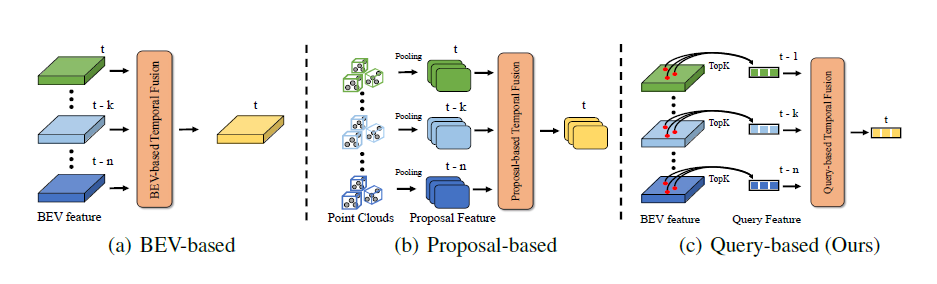 t
t - k
t - n
BEV feature
BEV-based Temporal Fusion
t
(a) BEV-based
Pooling
t
Pooling
t - k
Pooling
t - n
Point Clouds
Proposal Feature
Proposal-based Temporal Fusion
t
(b) Proposal-based
TopK
t - 1
TopK
t - k
TopK
t - n
BEV feature
Query Feature
Query-based Temporal Fusion
t
(c) Query-based (Ours)